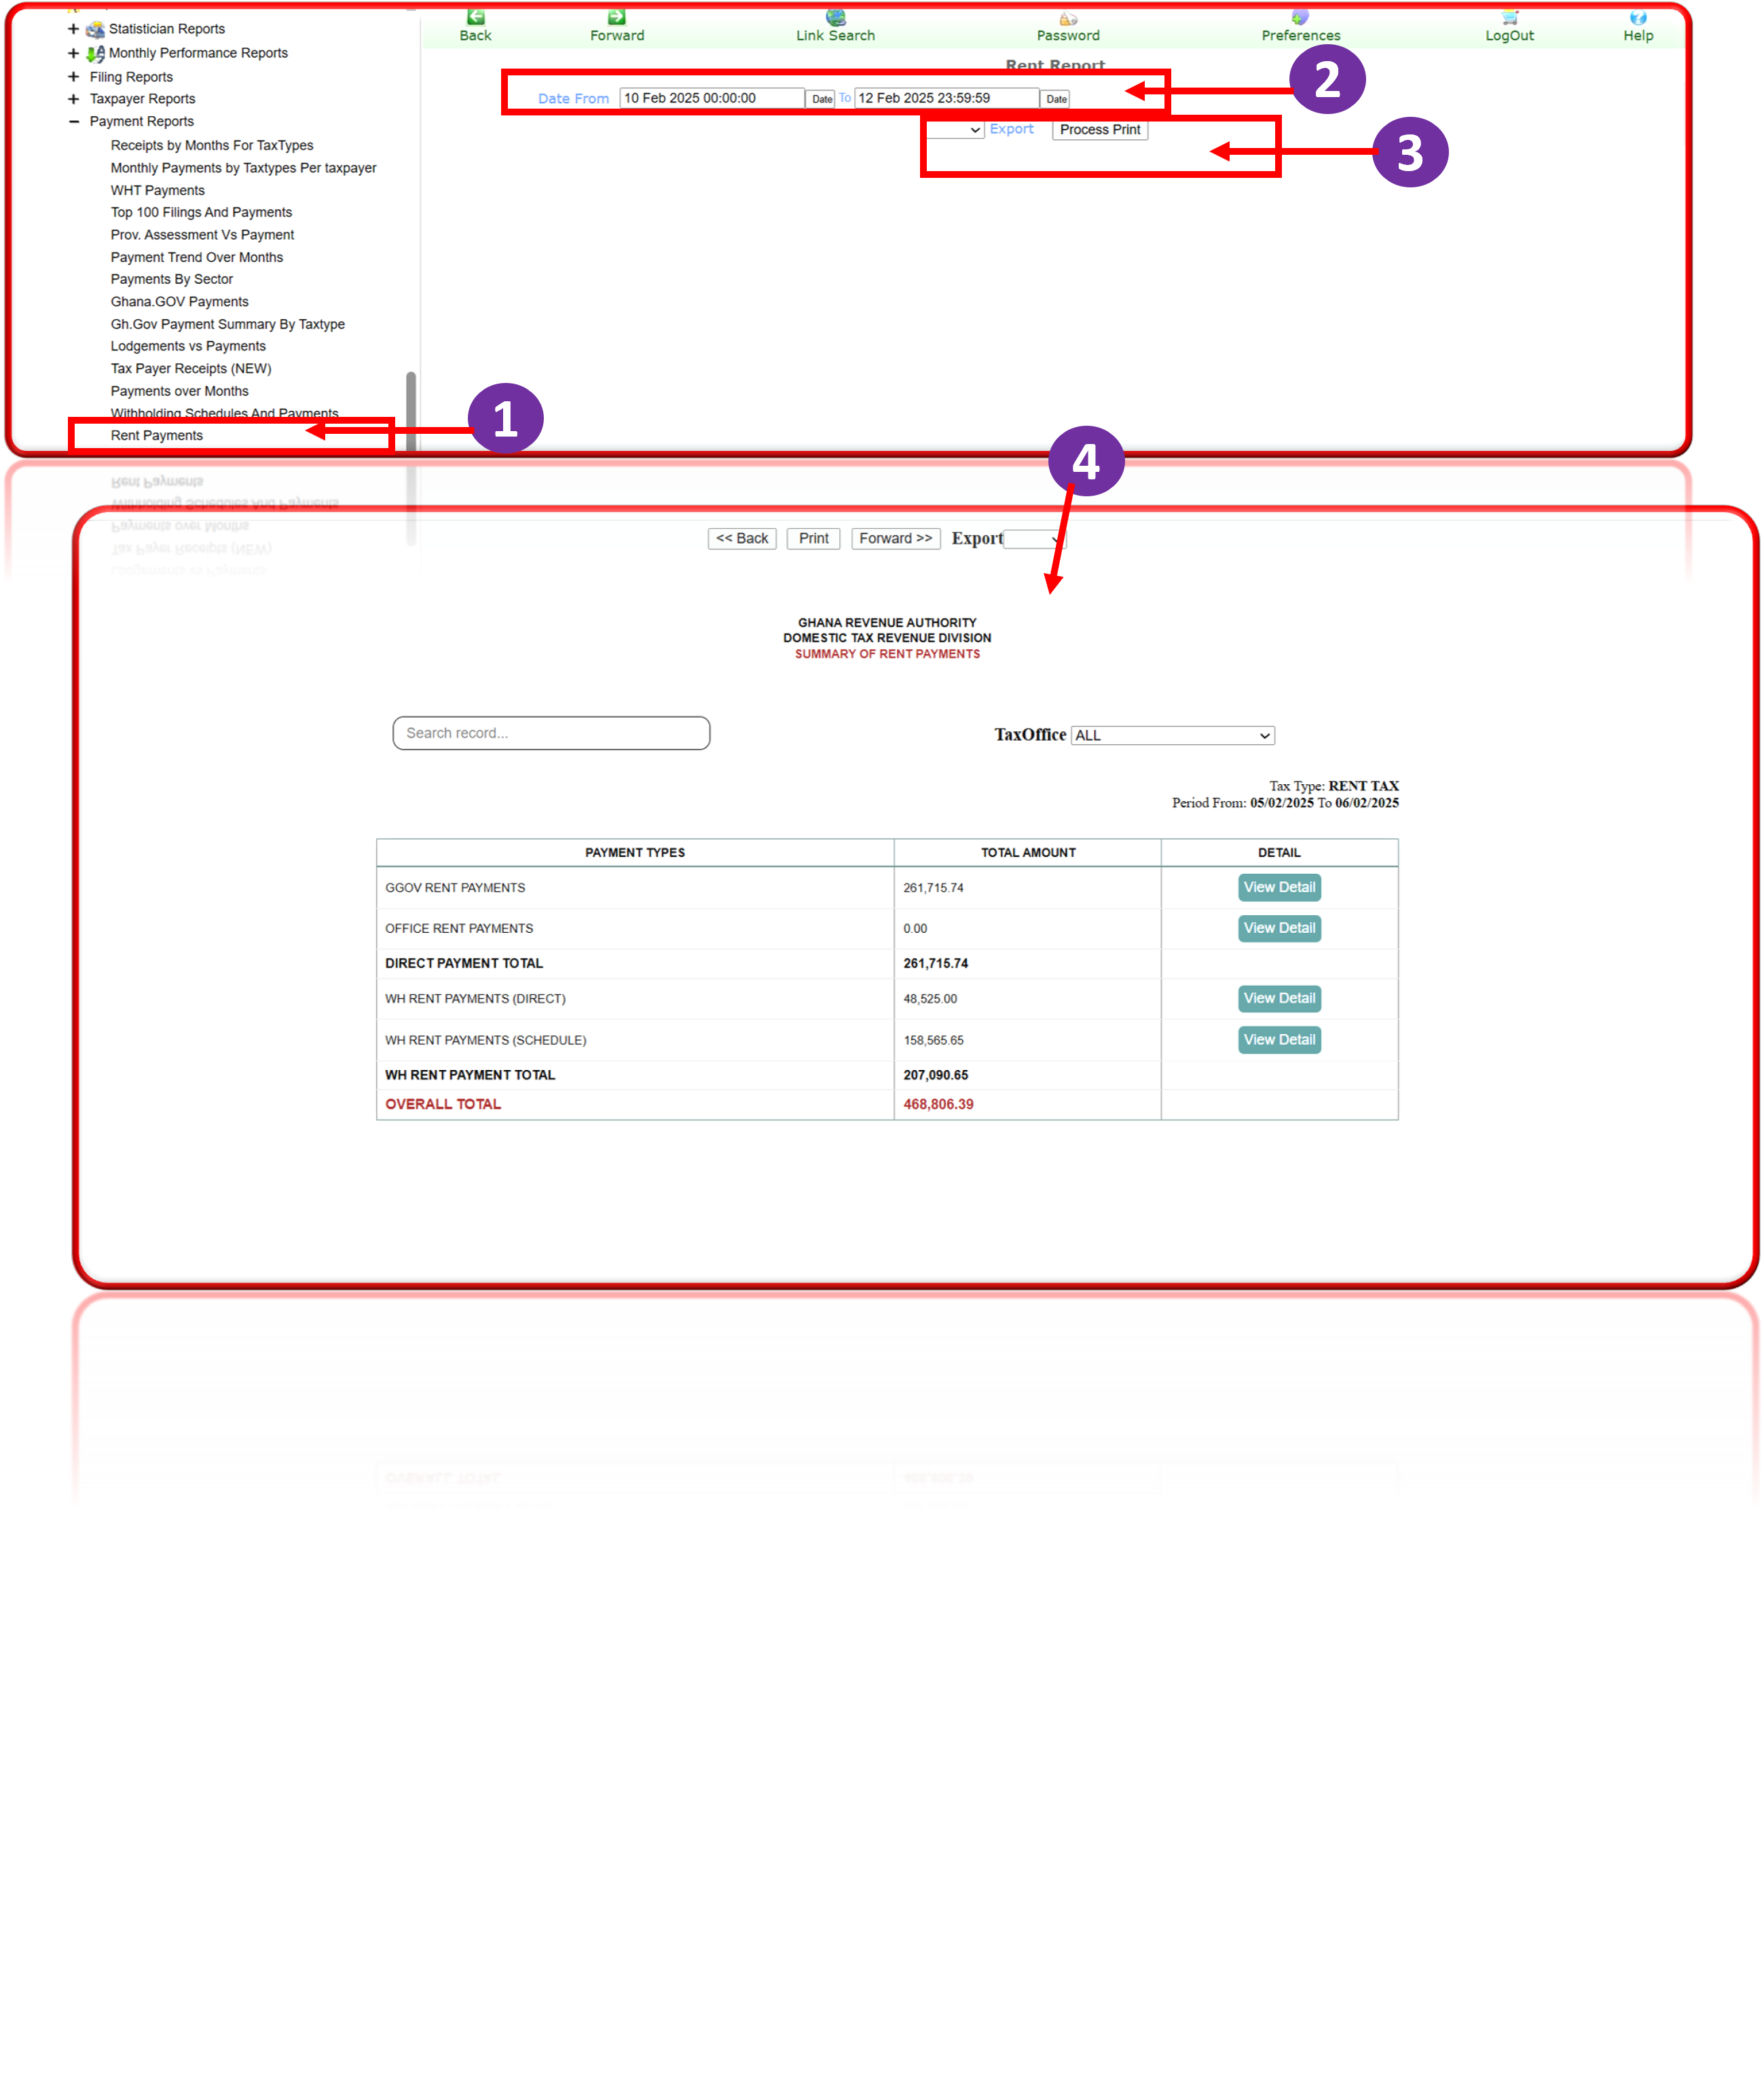 Statistician Reports
Monthly Performance Reports
Filing Reports
Taxpayer Reports
Payment Reports
Receipts by Months For TaxTypes
Monthly Payments by Taxtypes Per taxpayer
WHT Payments
Top 100 Filings And Payments
Prov. Assessment Vs Payment
Payment Trend Over Months
Payments By Sector
Ghana.GOV Payments
Gh.Gov Payment Summary By Taxtype
Lodgements vs Payments
Tax Payer Receipts (NEW)
Payments over Months
Withholding Schedules And Payments
Rent Payments
1
Back Forward Link Search Password Preferences LogOut Help
Rent Report
Date From 10 Feb 2025 00:00:00 Date To 12 Feb 2025 23:59:59 Date
2
Export Process Print
3
4
<< Back Print Forward >> Export
GHANA REVENUE AUTHORITY
DOMESTIC TAX REVENUE DIVISION
SUMMARY OF RENT PAYMENTS
Search record... TaxOffice ALL
Tax Type: RENT TAX
Period From: 05/02/2025 To 06/02/2025
PAYMENT TYPES TOTAL AMOUNT DETAIL
GGOV RENT PAYMENTS 261,715.74 View Detail
OFFICE RENT PAYMENTS 0.00 View Detail
DIRECT PAYMENT TOTAL 261,715.74
WH RENT PAYMENTS (DIRECT) 48,525.00 View Detail
WH RENT PAYMENTS (SCHEDULE) 158,565.65 View Detail
WH RENT PAYMENT TOTAL 207,090.65
OVERALL TOTAL 468,806.39